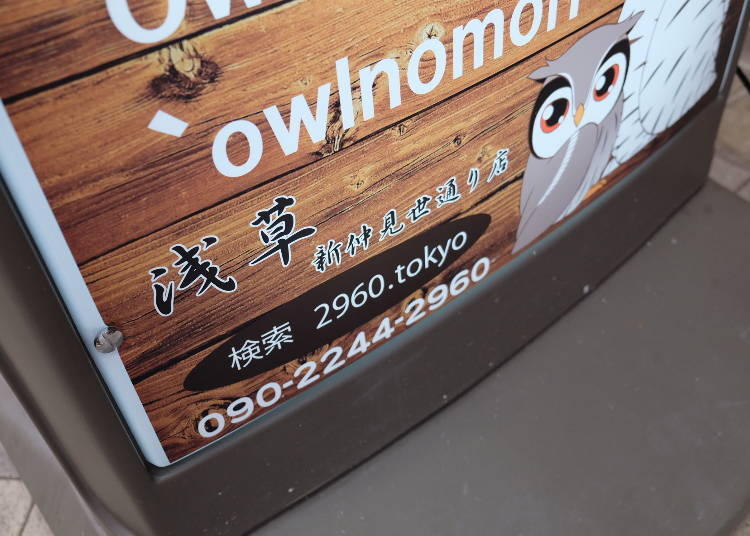 owlnomori
浅草 新仲見世通り店
検索 2960.tokyo
090-2244-2960